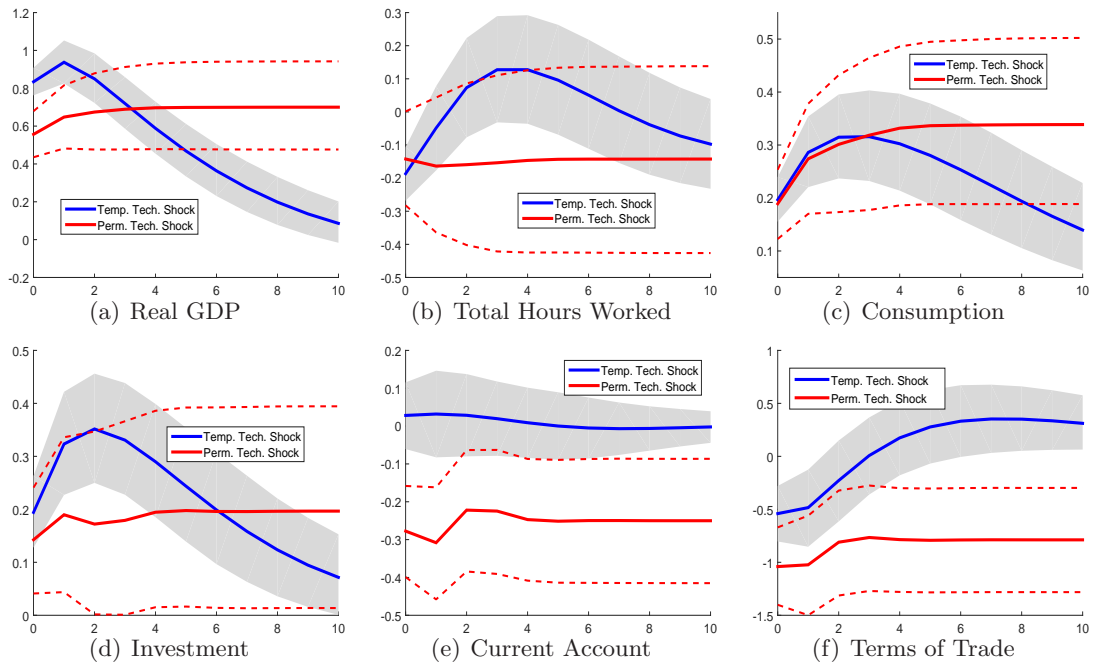 1.2
1
0.8
0.6
0.4
0.2
0
-0.2
0 2 4 6 8 10
Temp. Tech. Shock
Perm. Tech. Shock
(a) Real GDP
0.3
0.2
0.1
0
-0.1
-0.2
-0.3
-0.4
-0.5
0 2 4 6 8 10
Temp. Tech. Shock
Perm. Tech. Shock
(b) Total Hours Worked
0.5
0.4
0.3
0.2
0.1
0 2 4 6 8 10
Temp. Tech. Shock
Perm. Tech. Shock
(c) Consumption
0.5
0.4
0.3
0.2
0.1
0
0 2 4 6 8 10
Temp. Tech. Shock
Perm. Tech. Shock
(d) Investment
0.2
0.1
0
-0.1
-0.2
-0.3
-0.4
-0.5
0 2 4 6 8 10
Temp. Tech. Shock
Perm. Tech. Shock
(e) Current Account
1
0.5
0
-0.5
-1
-1.5
0 2 4 6 8 10
Temp. Tech. Shock
Perm. Tech. Shock
(f) Terms of Trade